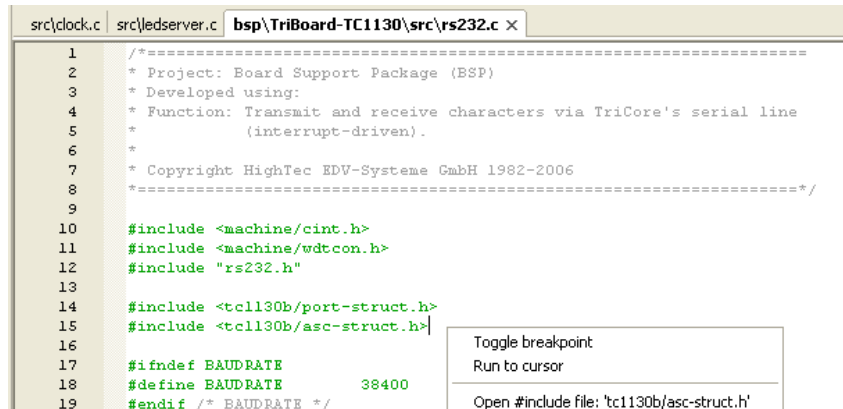 src\clock.c src\ledserver.c bsp\TriBoard-TC1130\src\rs232.c ×
1 /*====================================================================
2 * Project: Board Support Package (BSP)
3 * Developed using:
4 * Function: Transmit and receive characters via TriCore's serial line
5 * (interrupt-driven).
6 *
7 * Copyright HighTec EDV-Systeme GmbH 1982-2006
8 *====================================================================*/
9
10 #include <machine/cint.h>
11 #include <machine/wdtcon.h>
12 #include "rs232.h"
13
14 #include <tc1130b/port-struct.h>
15 #include <tc1130b/asc-struct.h>
16
Toggle breakpoint
17 #ifndef BAUDRATE
Run to cursor
18 #define BAUDRATE 38400
19 #endif /* BAUDRATE */
Open #include file: 'tc1130b/asc-struct.h'